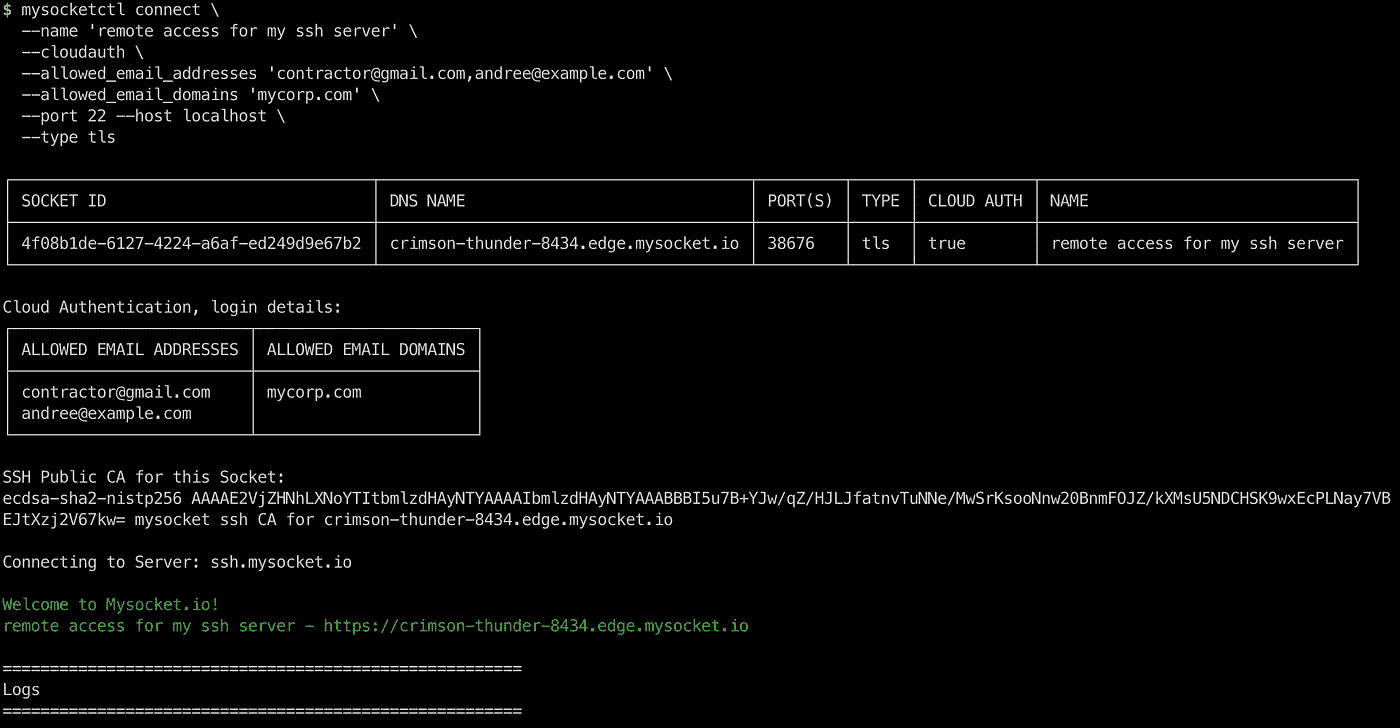 $ mysocketctl connect \
--name 'remote access for my ssh server' \
--cloudauth \
--allowed_email_addresses 'contractor@gmail.com,andree@example.com' \
--allowed_email_domains 'mycorp.com' \
--port 22 --host localhost \
--type tls
SOCKET ID DNS NAME PORT(S) TYPE CLOUD AUTH NAME
4f08b1de-6127-4224-a6af-ed249d9e67b2 crimson-thunder-8434.edge.mysocket.io 38676 tls true remote access for my ssh server
Cloud Authentication, login details:
ALLOWED EMAIL ADDRESSES ALLOWED EMAIL DOMAINS
contractor@gmail.com mycorp.com
andree@example.com
SSH Public CA for this Socket:
ecdsa-sha2-nistp256 AAAAE2VjZHNhLXNoYTItbmlzdHAyNTYAAAAIbmlzdHAyNTYAAABBBI5u7B+YJw/qZ/HJLJfatnvTuNNe/MwSrKsooNnw20BnmFOJZ/kXMsU5NDCHSK9wxEcPLNay7VB
EJtXzj2V67kw= mysocket ssh CA for crimson-thunder-8434.edge.mysocket.io
Connecting to Server: ssh.mysocket.io
Welcome to Mysocket.io!
remote access for my ssh server - https://crimson-thunder-8434.edge.mysocket.io
=======================================================
Logs
=======================================================